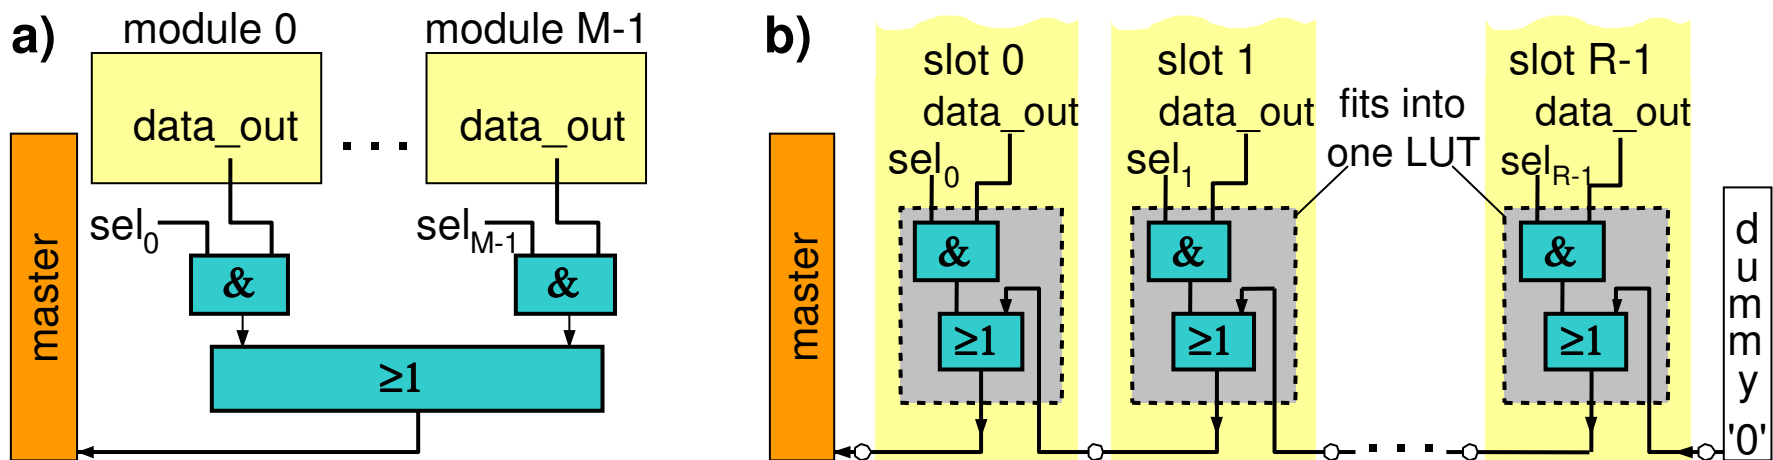 a)
module 0
module M-1
data_out
. . .
data_out
sel0
selM-1
&
&
≥1
master
b)
slot 0
slot 1
slot R-1
fits into
one LUT
data_out
data_out
data_out
sel0
sel1
selR-1
&
&
&
≥1
≥1
≥1
master
. . . .
dummy
'0'